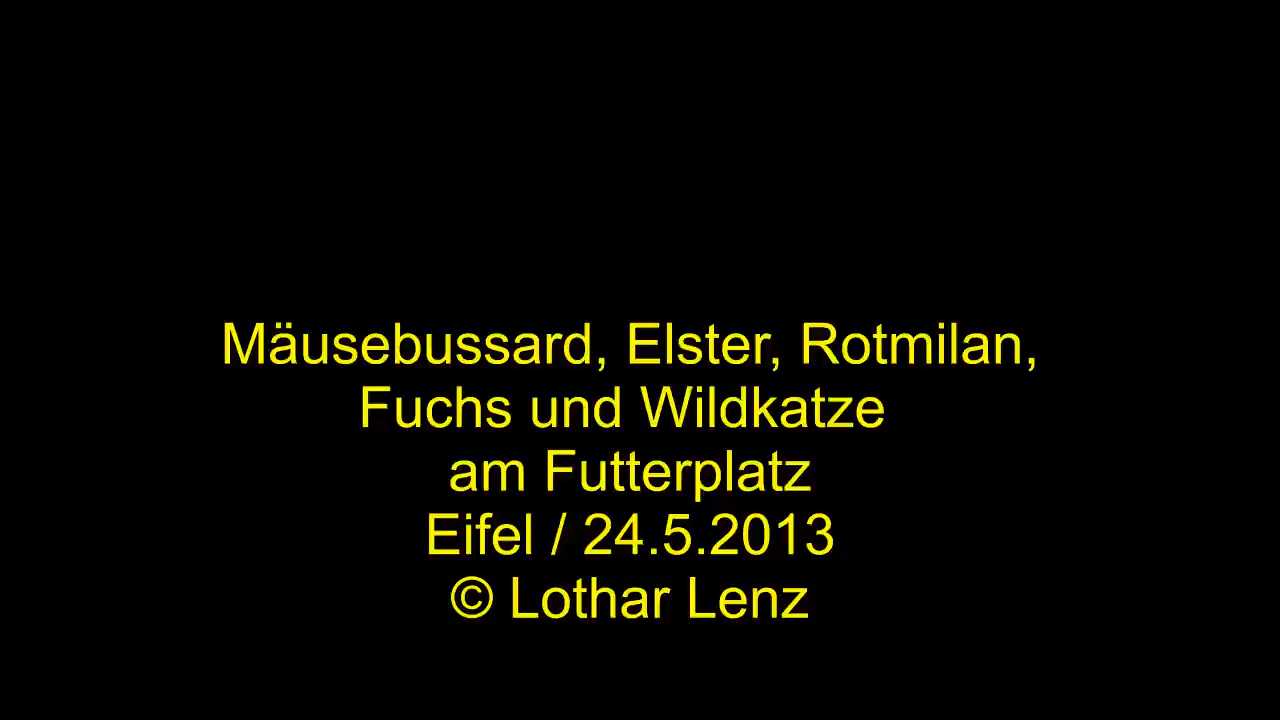 Mäusebussard, Elster, Rotmilan,
Fuchs und Wildkatze
am Futterplatz
Eifel / 24.5.2013
© Lothar Lenz